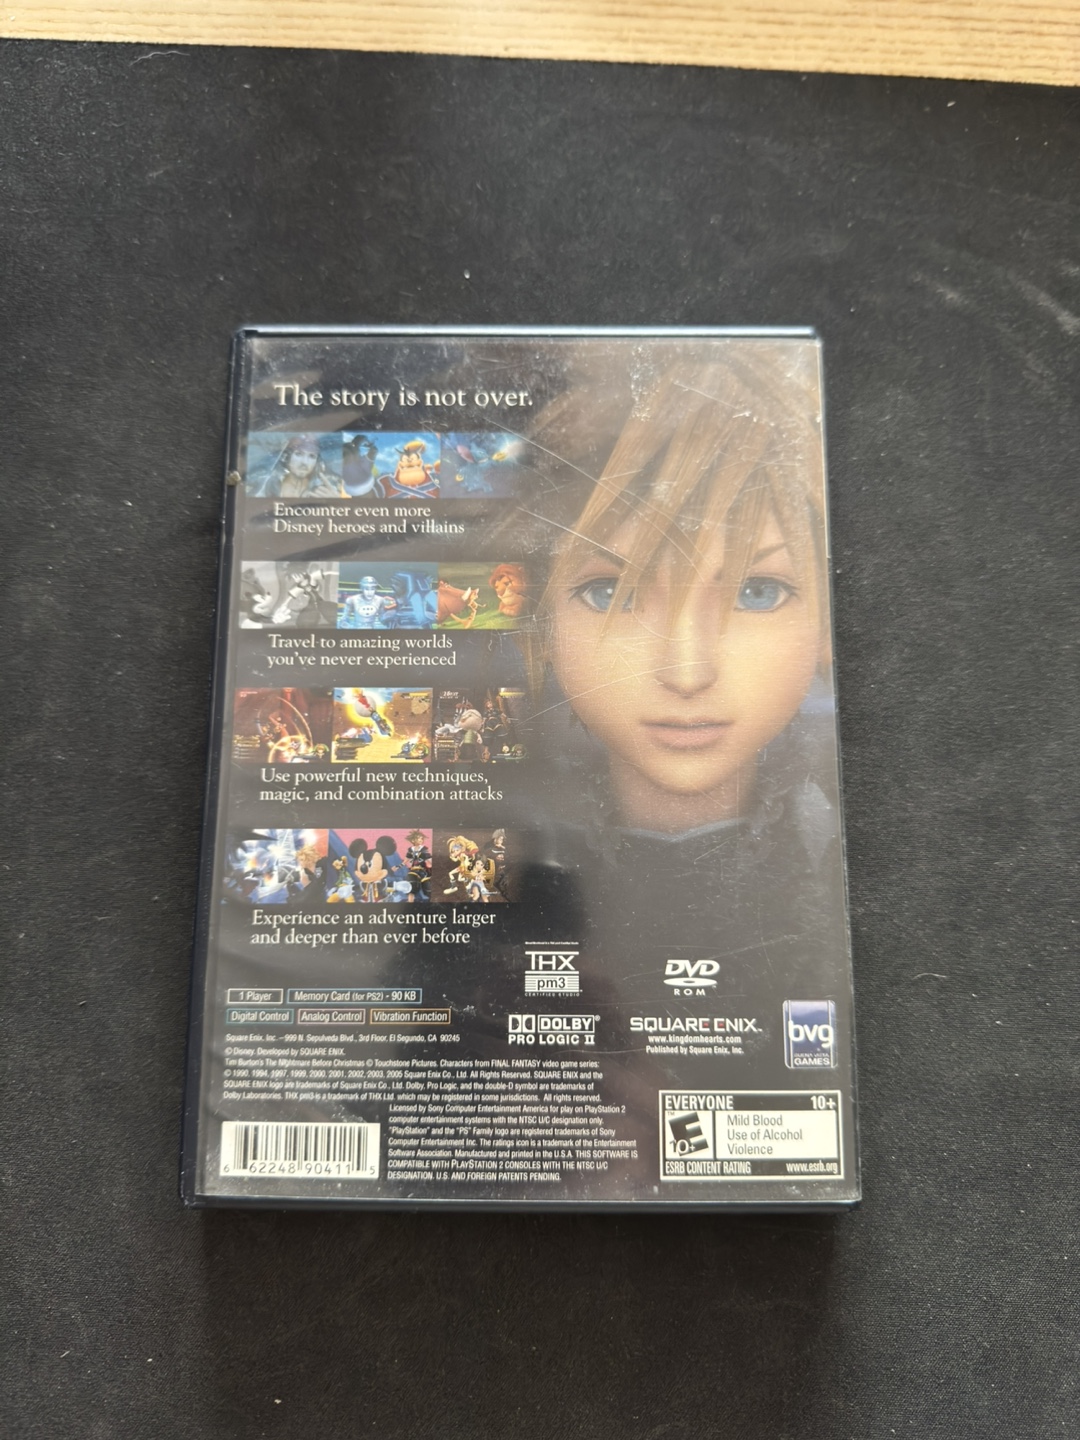 The story is not over.
Encounter even more
Disney heroes and villains
Travel to amazing worlds
you've never experienced
Use powerful new techniques,
magic, and combination attacks
Experience an adventure larger
and deeper than ever before
THX
pm3
CERTIFIED STUDIO
DVD
ROM
1 Player
Memory Card (for PS2) - 90 KB
Digital Control
Analog Control
Vibration Function
DOLBY®
PRO LOGIC II
SQUARE ENIX™
www.kingdomhearts.com
Published by Square Enix, Inc.
bvg
BUENA VISTA
GAMES
Square Enix, Inc. — 999 N. Sepulveda Blvd., 3rd Floor, El Segundo, CA 90245
© Disney. Developed by SQUARE ENIX.
Tim Burton's The Nightmare Before Christmas © Touchstone Pictures. Characters from FINAL FANTASY video game series:
© 1990, 1994, 1997, 1999, 2000, 2001, 2002, 2003, 2005 Square Enix Co., Ltd. All Rights Reserved. SQUARE ENIX and the
SQUARE ENIX logo are trademarks of Square Enix Co., Ltd. Dolby, Pro Logic, and the double-D symbol are trademarks of
Dolby Laboratories. THX pm3 is a trademark of THX Ltd. which may be registered in some jurisdictions. All rights reserved.
Licensed by Sony Computer Entertainment America for play on PlayStation 2
computer entertainment systems with the NTSC U/C designation only.
"PlayStation" and the "PS" Family logo are registered trademarks of Sony
Computer Entertainment Inc. The ratings icon is a trademark of the Entertainment
Software Association. Manufactured and printed in the U.S.A. THIS SOFTWARE IS
COMPATIBLE WITH PLAYSTATION 2 CONSOLES WITH THE NTSC U/C
DESIGNATION. U.S. AND FOREIGN PATENTS PENDING.
6 62248 90411 5
EVERYONE 10+
E
10+
Mild Blood
Use of Alcohol
Violence
ESRB CONTENT RATING www.esrb.org